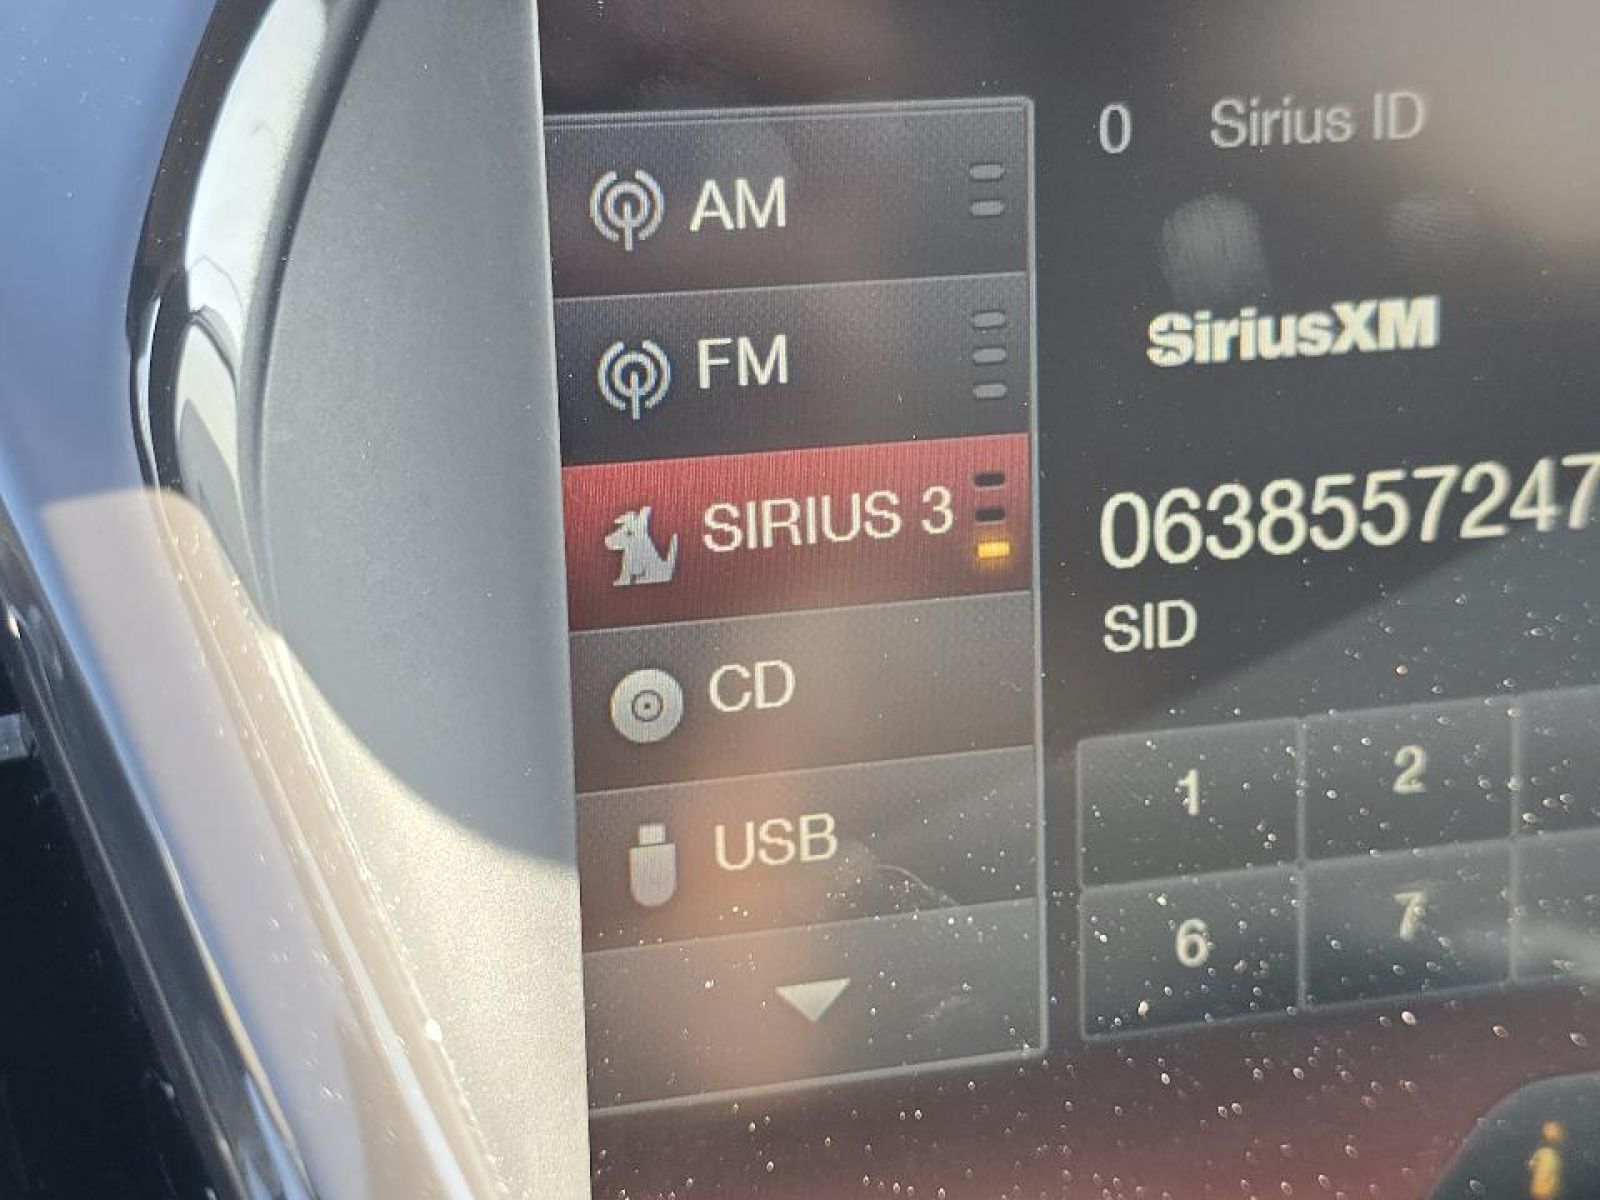 AM
FM
SIRIUS 3
CD
USB
0 Sirius ID
SiriusXM
0638557247
SID
1 2
6 7